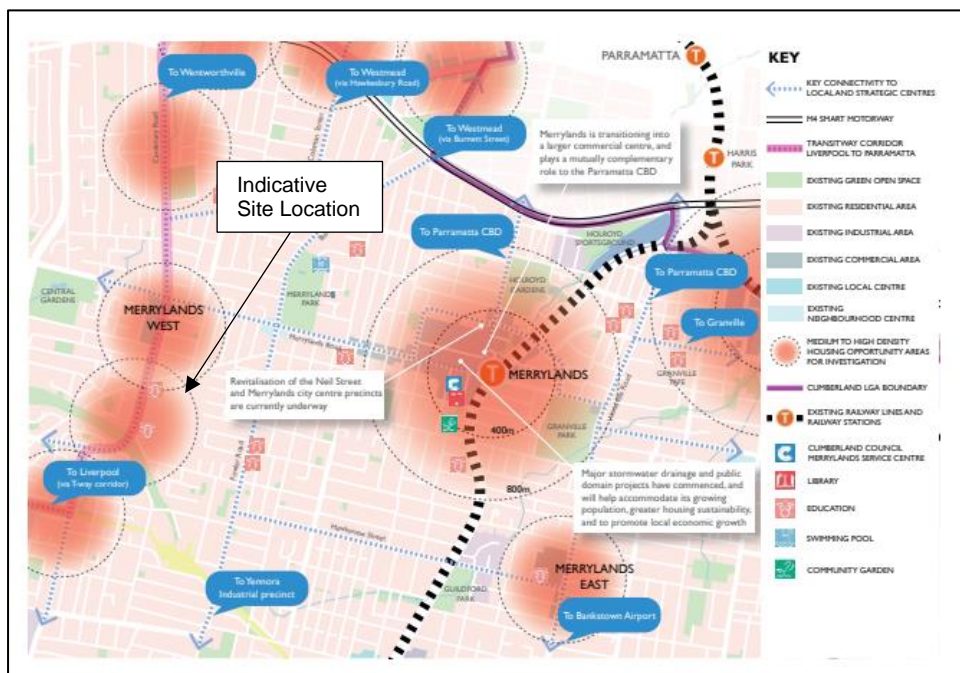 PARRAMATTA
To Wentworthville
To Westmead
(via Hawkesbury Road)
To Westmead
(via Burnett Street)
Merrylands is transitioning into
a larger commercial centre, and
plays a mutually complementary
role to the Parramatta CBD
HARRIS
PARK
Indicative
Site Location
To Parramatta CBD
HOLROYD
SPORTSGROUND
To Parramatta CBD
To Granville
CENTRAL
GARDENS
MERRYLANDS
WEST
MERRYLANDS
PARK
HOLROYD
GARDENS
Merrylands Road
MERRYLANDS
Revitalisation of the Neil Street
and Merrylands city centre precincts
are currently underway
400m
GRANVILLE
PARK
800m
Major stormwater drainage and public
domain projects have commenced, and
will help accommodate its growing
population, greater housing sustainability,
and to promote local economic growth
To Liverpool
(via T-way corridor)
Hawksview Street
MERRYLANDS
EAST
GUILDFORD
PARK
To Yennora
Industrial precinct
To Bankstown Airport
KEY
KEY CONNECTIVITY TO
LOCAL AND STRATEGIC CENTRES
M4 SMART MOTORWAY
TRANSITWAY CORRIDOR
LIVERPOOL TO PARRAMATTA
EXISTING GREEN OPEN SPACE
EXISTING RESIDENTIAL AREA
EXISTING INDUSTRIAL AREA
EXISTING COMMERCIAL AREA
EXISTING LOCAL CENTRE
EXISTING
NEIGHBOURHOOD CENTRE
MEDIUM TO HIGH DENSITY
HOUSING OPPORTUNITY AREAS
FOR INVESTIGATION
CUMBERLAND LGA BOUNDARY
EXISTING RAILWAY LINES AND
RAILWAY STATIONS
CUMBERLAND COUNCIL
MERRYLANDS SERVICE CENTRE
LIBRARY
EDUCATION
SWIMMING POOL
COMMUNITY GARDEN